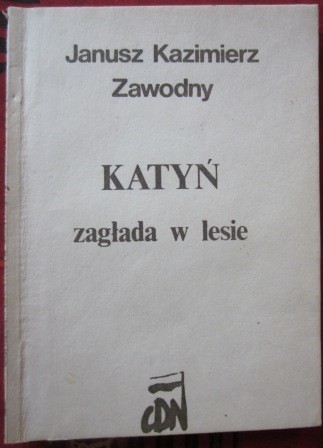 Janusz Kazimierz
Zawodny
KATYŃ
zagłada w lesie
CDN